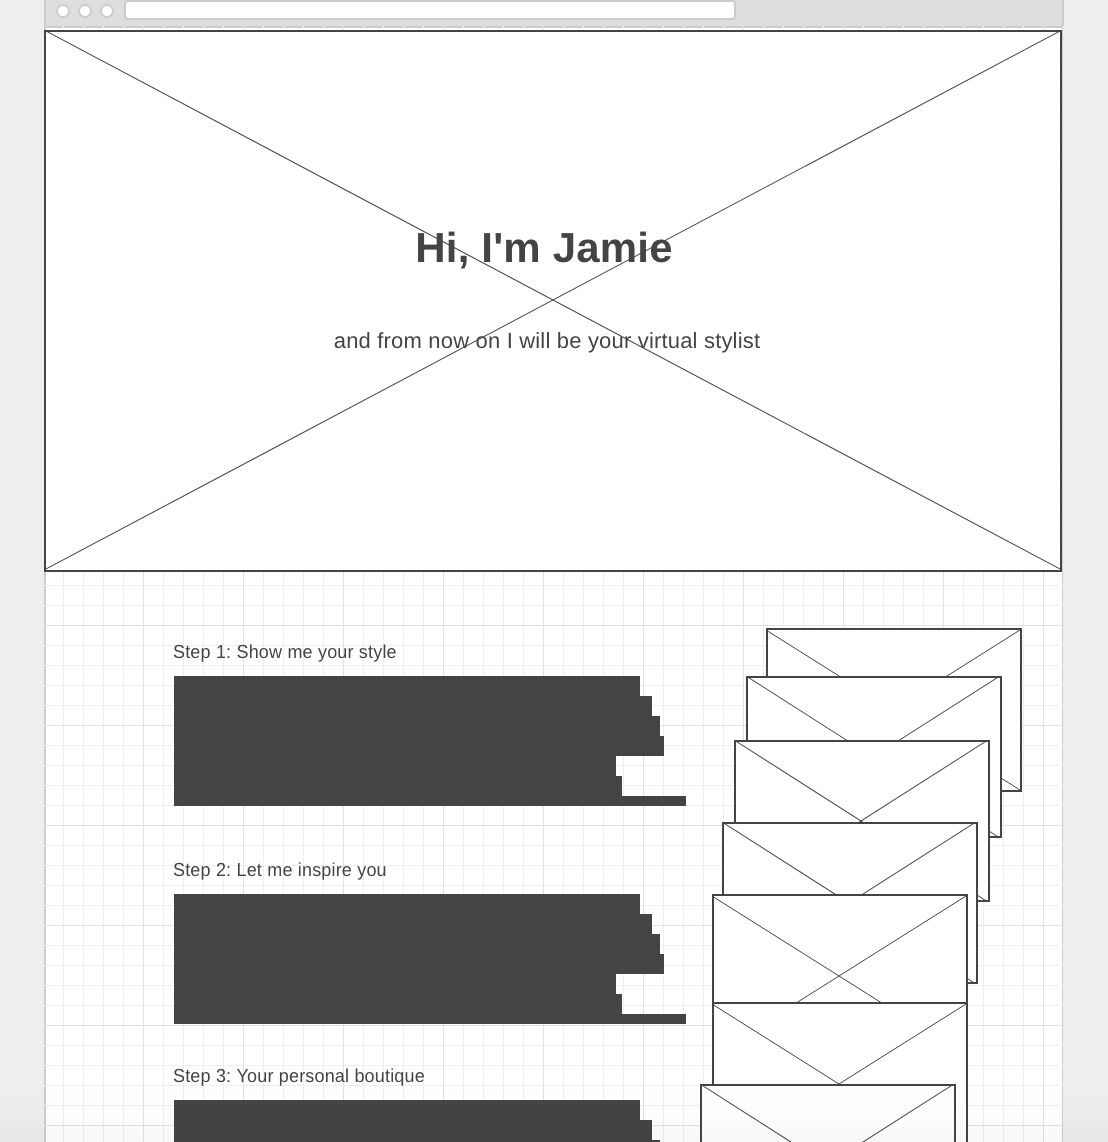 Hi, I'm Jamie
and from now on I will be your virtual stylist
Step 1: Show me your style
Step 2: Let me inspire you
Step 3: Your personal boutique